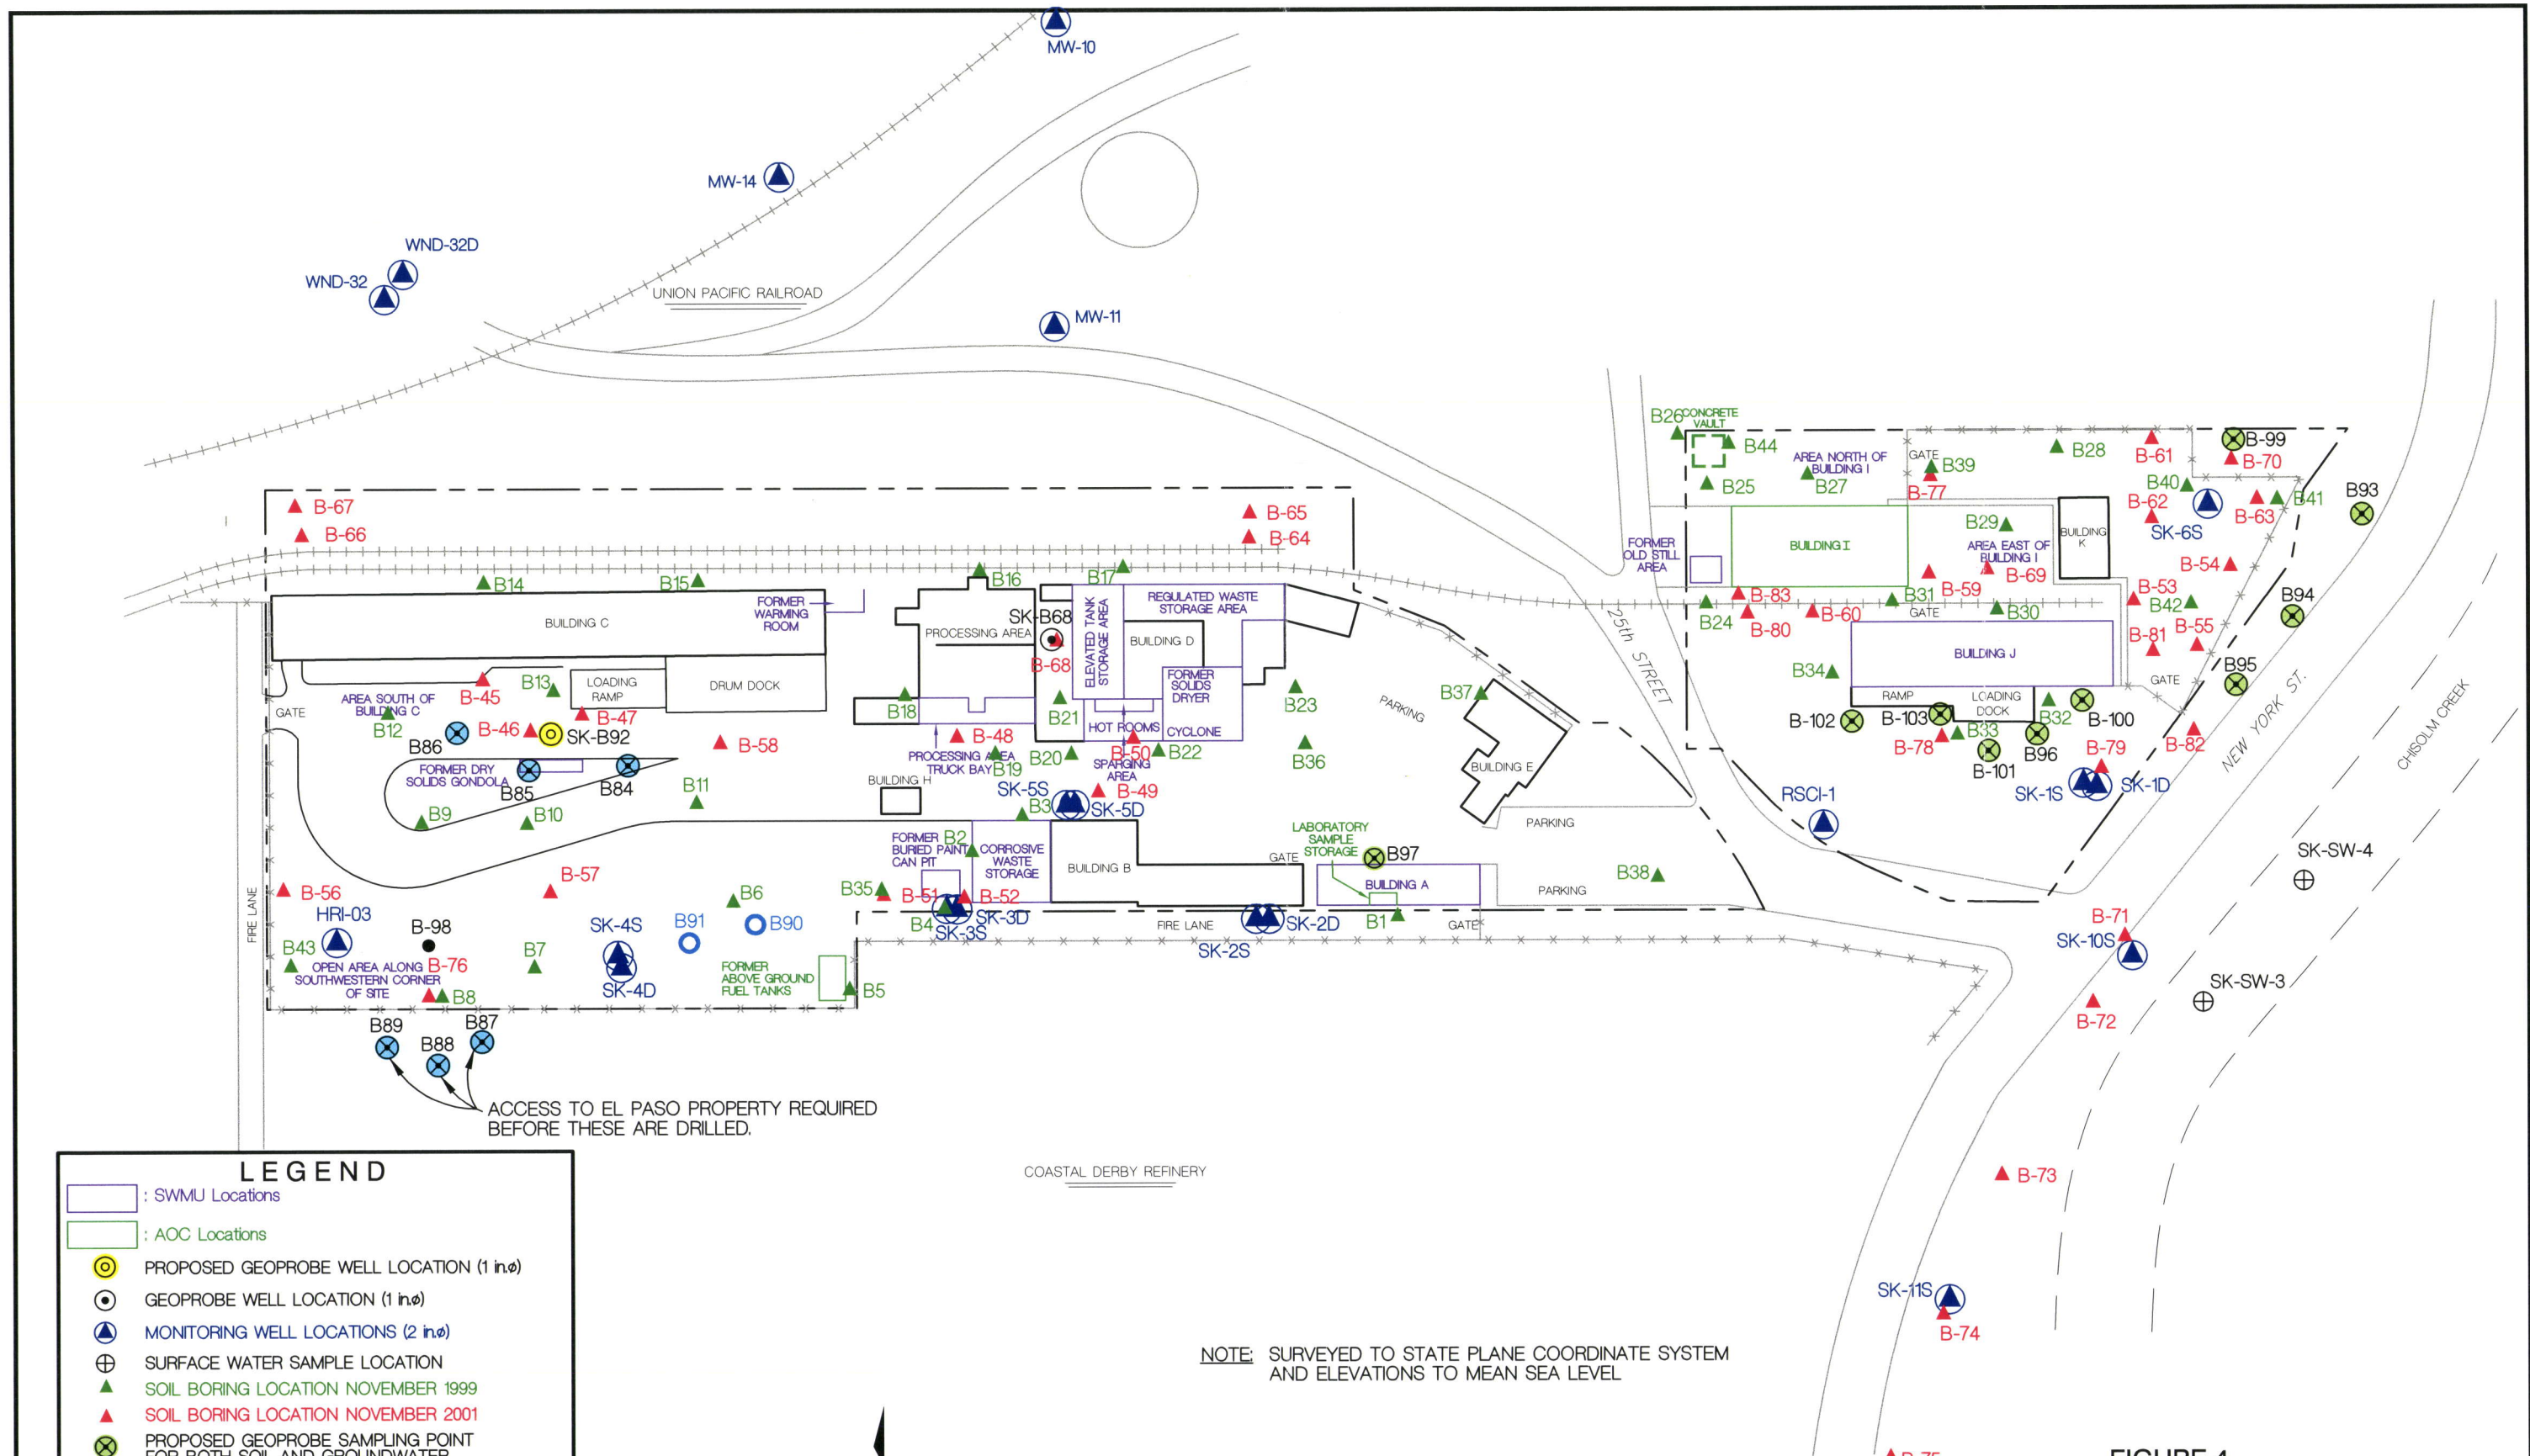 MW-10
MW-14
WND-32D
WND-32
UNION PACIFIC RAILROAD
MW-11
B26
CONCRETE
VAULT
B44
B25
AREA NORTH OF
BUILDING I
B27
GATE
B39
B-77
B28
B-61
B-99
B-70
B40
B-62
SK-6S
B-63
B41
B93
B-67
B-66
B-65
B-64
FORMER
OLD STILL
AREA
BUILDING I
B29
AREA EAST OF
BUILDING I
BUILDING
K
B-69
B-59
B-54
B-53
B42
B94
B-55
B-81
B14
B15
B16
B17
BUILDING C
FORMER
WARMING
ROOM
SK-B68
PROCESSING AREA
B-68
ELEVATED TANK
STORAGE AREA
REGULATED WASTE
STORAGE AREA
BUILDING D
FORMER
SOLIDS
DRYER
B24
B-83
B-80
B-60
B31
GATE
B30
BUILDING J
B34
25th STREET
GATE
B95
NEW YORK ST.
CHISOLM CREEK
AREA SOUTH OF
BUILDING C
B12
GATE
B-45
B13
LOADING
RAMP
DRUM DOCK
B-46
SK-B92
B-47
B86
B-58
B18
B21
HOT ROOMS
CYCLONE
B23
PARKING
B37
RAMP
LOADING
DOCK
B-102
B-103
B-78
B33
B-101
B96
B32
B-100
B-79
B-82
FORMER DRY
SOLIDS GONDOLA
B85
B84
B9
B10
B11
B-48
PROCESSING AREA
TRUCK BAY
B19
B20
B-50
B22
SPARGING
AREA
B-49
B36
BUILDING E
BUILDING H
SK-5S
SK-5D
B3
SK-1S
SK-1D
RSCI-1
PARKING
FORMER
BURIED PAINT
CAN PIT
B2
CORROSIVE
WASTE
STORAGE
BUILDING B
GATE
LABORATORY
SAMPLE
STORAGE
B97
BUILDING A
PARKING
B38
SK-SW-4
FIRE LANE
B-56
HRI-03
B43
B-57
B-98
B-76
B7
SK-4S
SK-4D
B6
B91
B90
B35
B-51
B-52
B4
SK-3D
SK-3S
FIRE LANE
SK-2D
SK-2S
B1
GATE
B-71
SK-10S
SK-SW-3
B-72
OPEN AREA ALONG
SOUTHWESTERN CORNER
OF SITE
B8
FORMER
ABOVE GROUND
FUEL TANKS
B5
B89
B88
B87
ACCESS TO EL PASO PROPERTY REQUIRED
BEFORE THESE ARE DRILLED.
COASTAL DERBY REFINERY
B-73
SK-11S
B-74
LEGEND
: SWMU Locations
: AOC Locations
PROPOSED GEOPROBE WELL LOCATION (1 in.ø)
GEOPROBE WELL LOCATION (1 in.ø)
MONITORING WELL LOCATIONS (2 in.ø)
SURFACE WATER SAMPLE LOCATION
SOIL BORING LOCATION NOVEMBER 1999
SOIL BORING LOCATION NOVEMBER 2001
PROPOSED GEOPROBE SAMPLING POINT
FOR BOTH SOIL AND GROUNDWATER
NOTE: SURVEYED TO STATE PLANE COORDINATE SYSTEM
AND ELEVATIONS TO MEAN SEA LEVEL
B-75
FIGURE 4